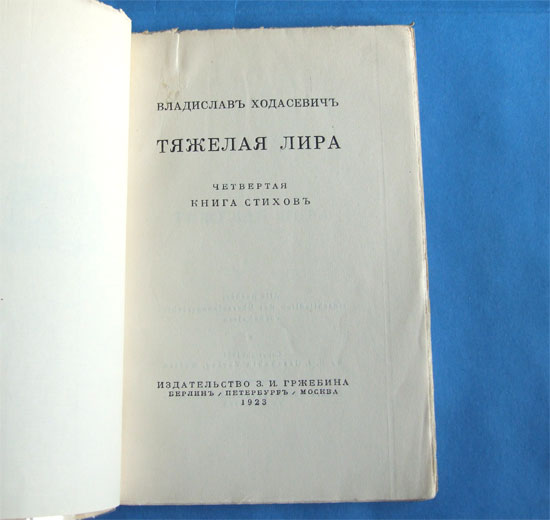 ВЛАДИСЛАВЪ ХОДАСЕВИЧЪ
ТЯЖЕЛАЯ ЛИРА
ЧЕТВЕРТАЯ
КНИГА СТИХОВЪ
ИЗДАТЕЛЬСТВО З. И. ГРЖЕБИНА
БЕРЛИНЪ / ПЕТЕРБУРГЪ / МОСКВА
1923